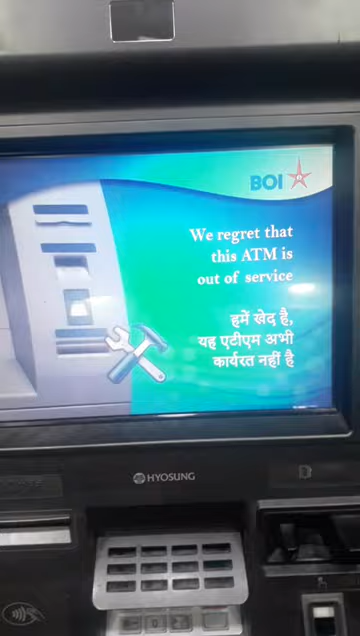 BOI
We regret that
this ATM is
out of service
हमें खेद है,
यह एटीएम अभी
कार्यरत नहीं है
HYOSUNG